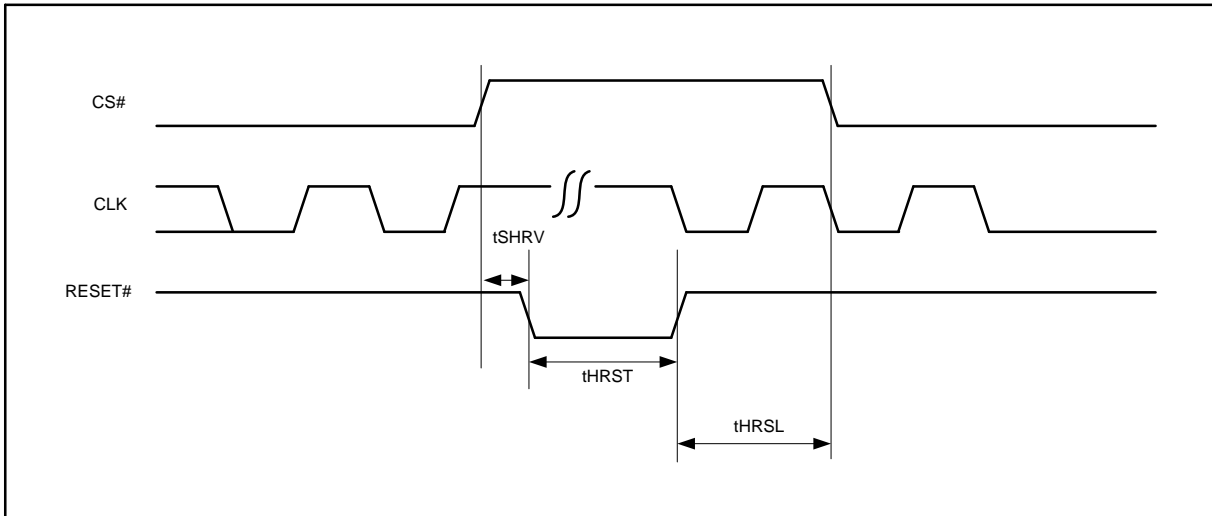 CS#
CLK
tSHRV
RESET#
tHRST
tHRSL